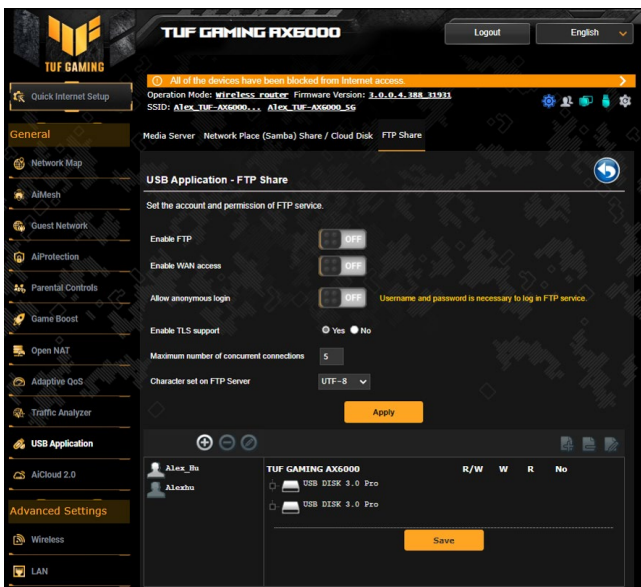 TUF GAMING
TUF GAMING AX6000
Logout
English
All of the devices have been blocked from Internet access.
Quick Internet Setup
Operation Mode: Wireless router Firmware Version: 3.0.0.4.388_31931
SSID: Alex_TUF-AX6000... Alex_TUF-AX6000_5G
General
Media Server Network Place (Samba) Share / Cloud Disk FTP Share
Network Map
USB Application - FTP Share
AiMesh
Set the account and permission of FTP service.
Guest Network
Enable FTP OFF
AiProtection
Enable WAN access OFF
Parental Controls
Allow anonymous login OFF Username and password is necessary to log in FTP service.
Game Boost
Enable TLS support Yes No
Open NAT
Maximum number of concurrent connections 5
Adaptive QoS
Character set on FTP Server UTF-8
Traffic Analyzer
Apply
USB Application
Alex_Hu
TUF GAMING AX6000 R/W W R No
AiCloud 2.0
Alexhu
USB DISK 3.0 Pro
USB DISK 3.0 Pro
Advanced Settings
Wireless
Save
LAN